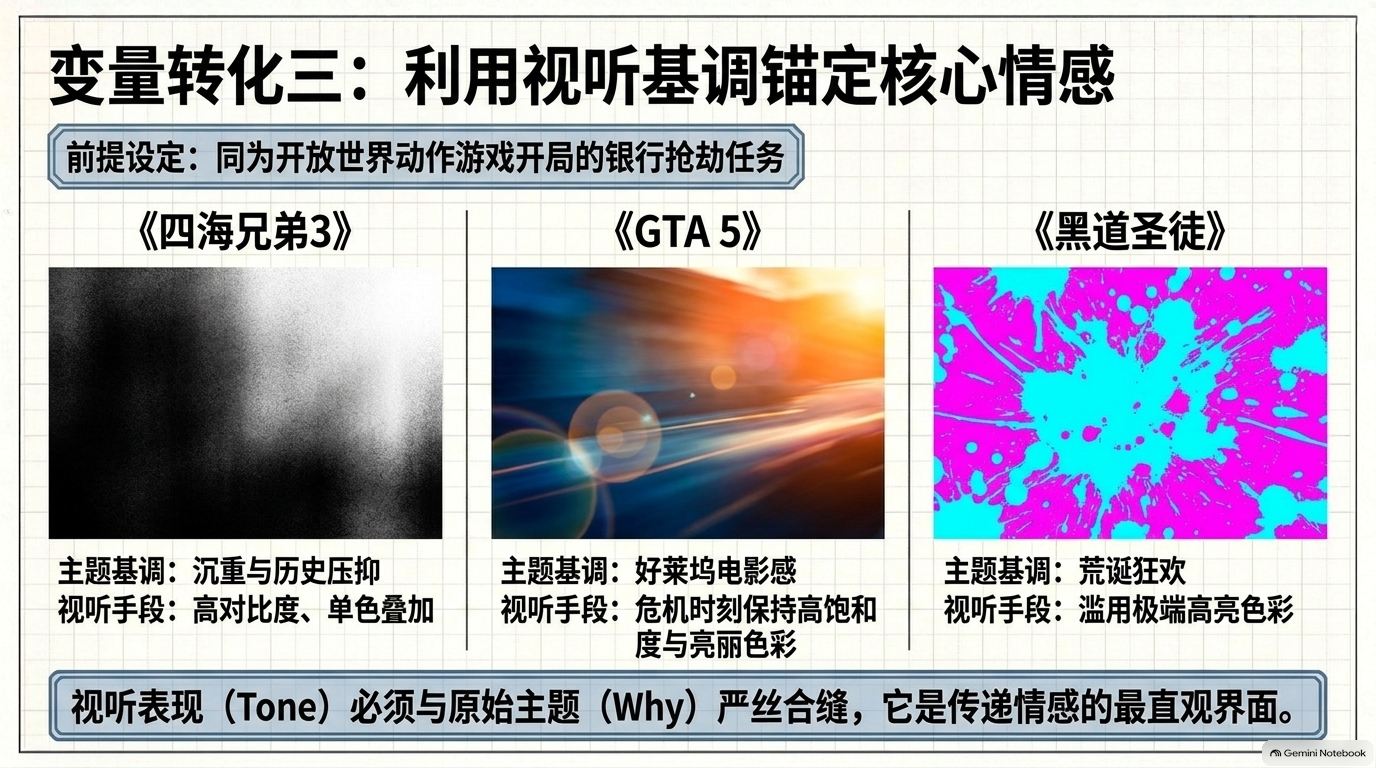 变量转化三：利用视听基调锚定核心情感
前提设定：同为开放世界动作游戏开局的银行抢劫任务
《四海兄弟3》
主题基调：沉重与历史压抑
视听手段：高对比度、单色叠加
《GTA 5》
主题基调：好莱坞电影感
视听手段：危机时刻保持高饱和
度与亮丽色彩
《黑道圣徒》
主题基调：荒诞狂欢
视听手段：滥用极端高亮色彩
视听表现（Tone）必须与原始主题（Why）严丝合缝，它是传递情感的最直观界面。
Gemini Notebook